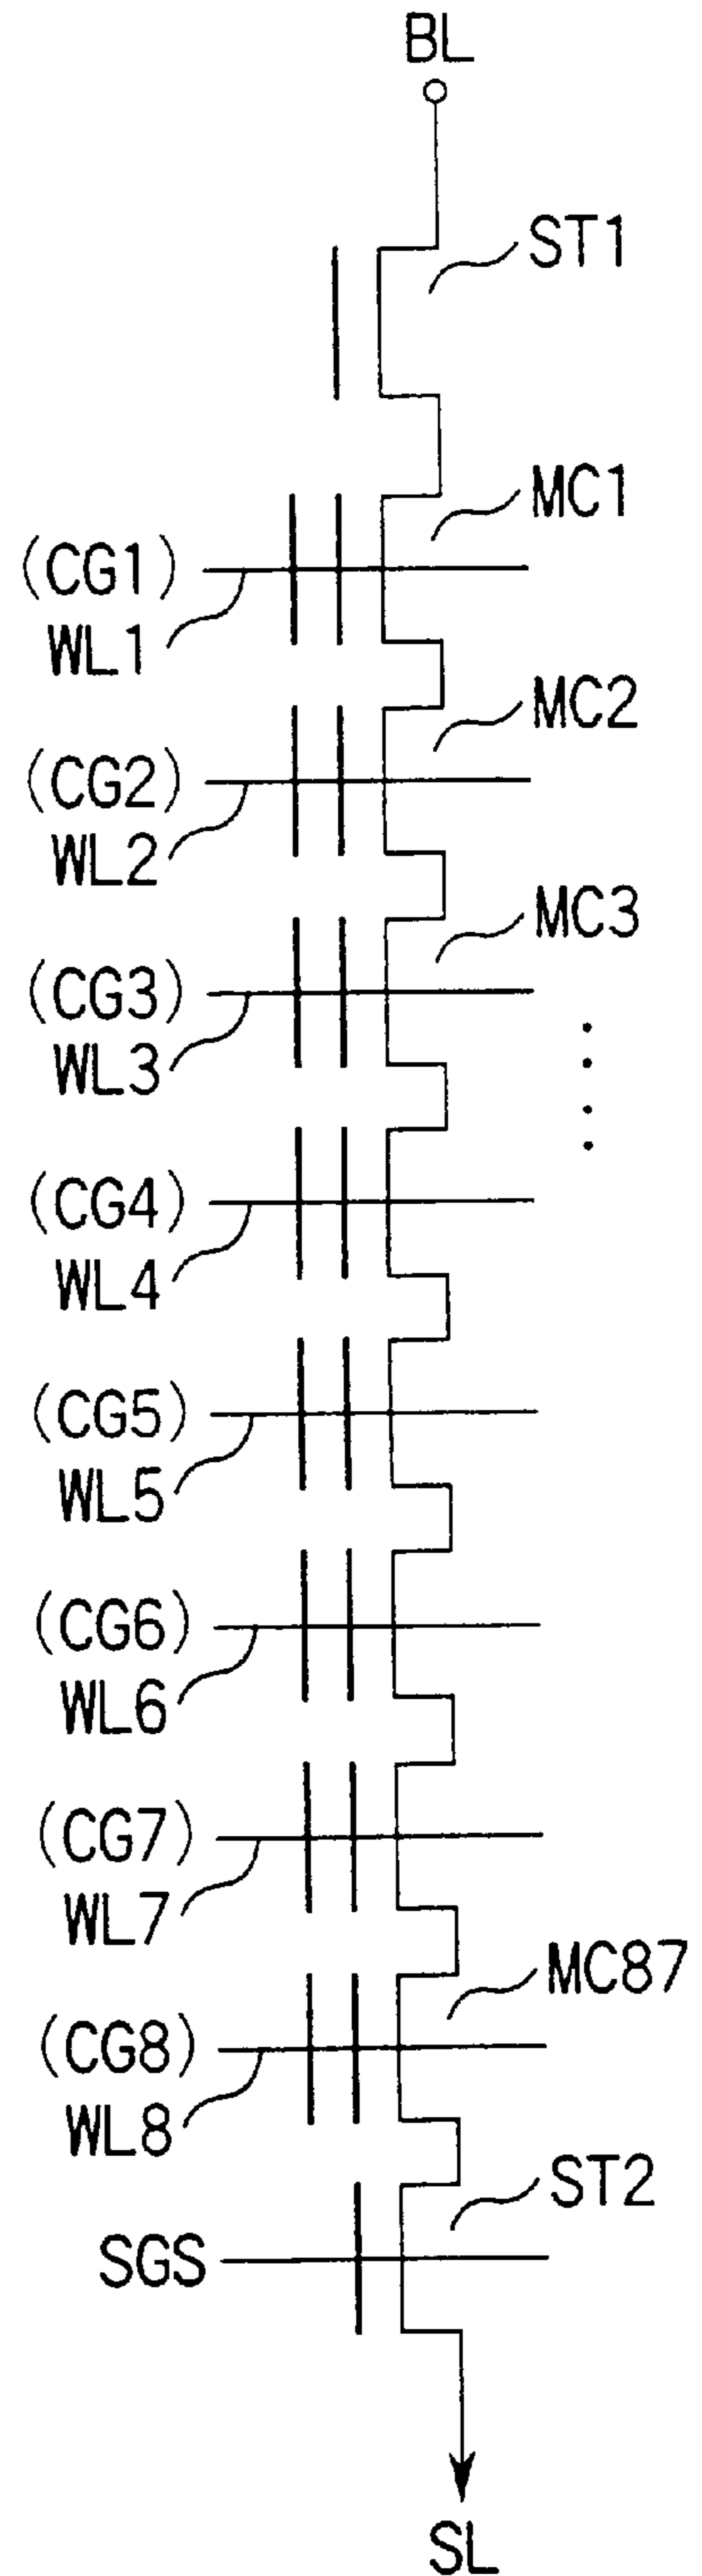 BL
ST1
MC1
(CG1)
WL1
MC2
(CG2)
WL2
MC3
(CG3)
WL3
(CG4)
WL4
(CG5)
WL5
(CG6)
WL6
(CG7)
WL7
MC87
(CG8)
WL8
ST2
SGS
SL